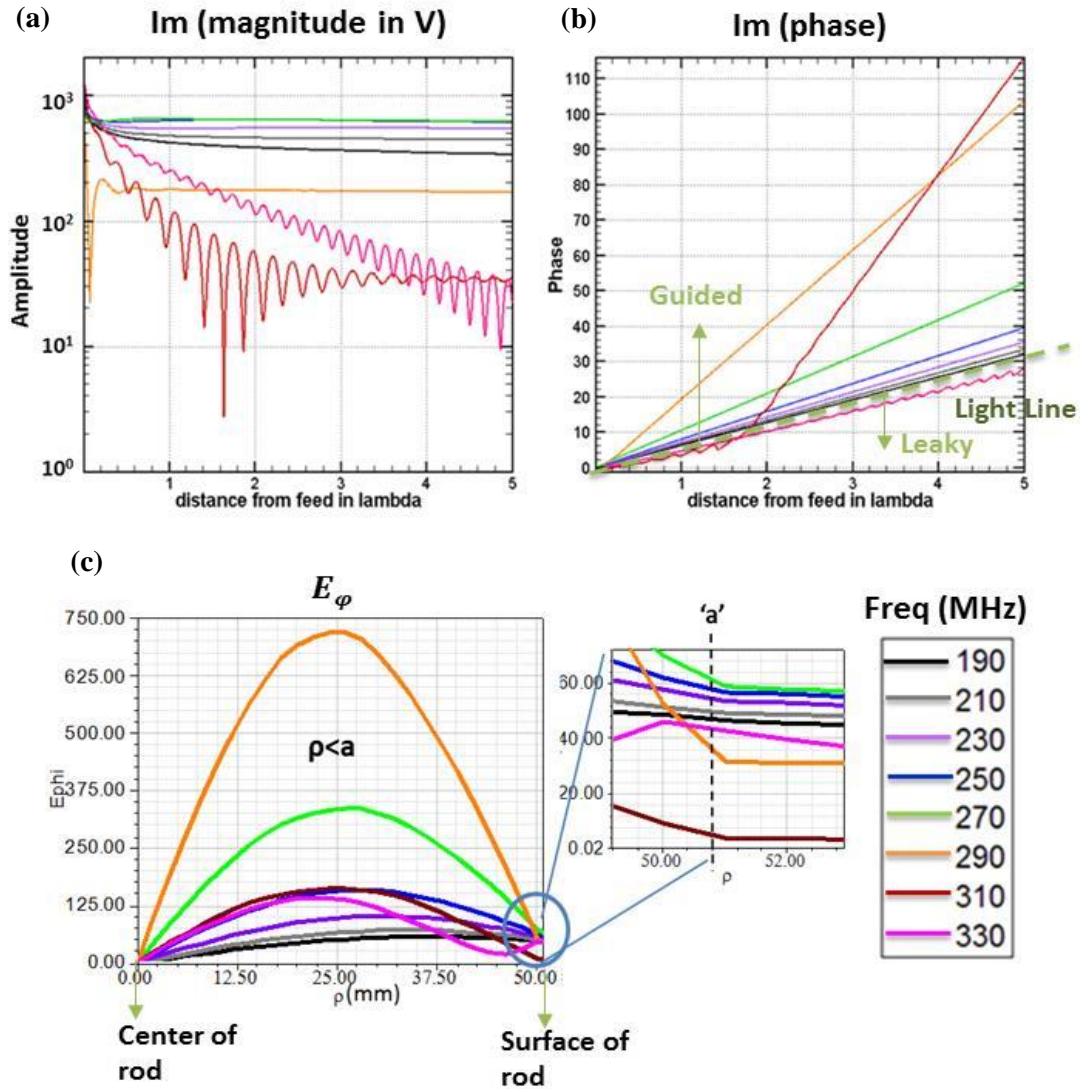 (a)
Im (magnitude in V)
10³
10²
10¹
10⁰
Amplitude
1
2
3
4
5
distance from feed in lambda
(b)
Im (phase)
110
100
90
80
70
60
50
40
30
20
10
0
Phase
Guided
Light Line
Leaky
1
2
3
4
5
distance from feed in lambda
(c)
Eφ
750.00
625.00
500.00
375.00
250.00
125.00
0.00
Ephi
ρ<a
0.00
12.50
25.00
37.50
50.00
ρ(mm)
Center of
rod
Surface of
rod
'a'
60.00
40.00
20.00
0.02
50.00
52.00
ρ
Freq (MHz)
190
210
230
250
270
290
310
330